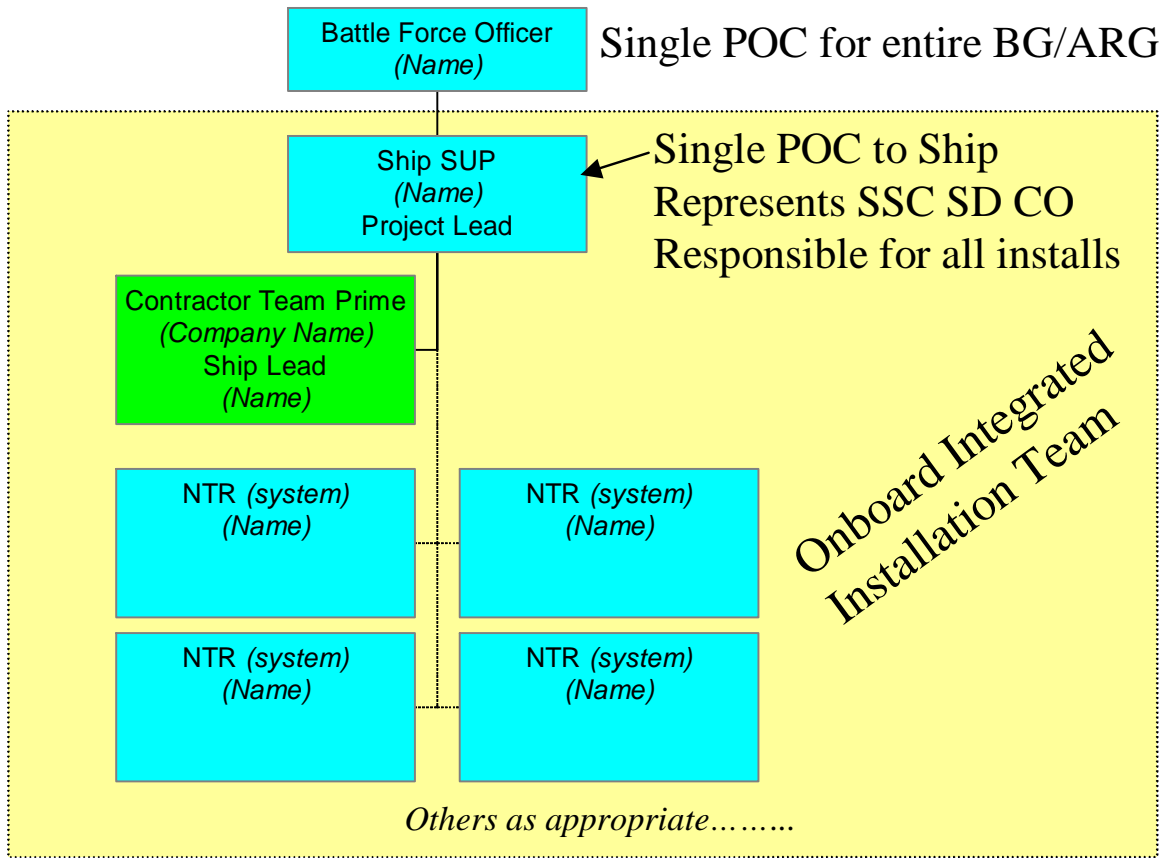 Battle Force Officer
(Name)
Single POC for entire BG/ARG
Ship SUP
(Name)
Project Lead
Single POC to Ship
Represents SSC SD CO
Responsible for all installs
Contractor Team Prime
(Company Name)
Ship Lead
(Name)
Onboard Integrated
Installation Team
NTR (system)
(Name)
NTR (system)
(Name)
NTR (system)
(Name)
NTR (system)
(Name)
Others as appropriate……...